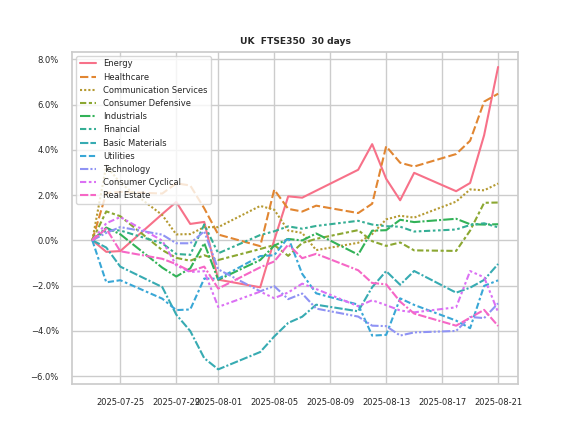 UK  FTSE350  30 days
8.0%
6.0%
4.0%
2.0%
0.0%
−2.0%
−4.0%
−6.0%
Energy
Healthcare
Communication Services
Consumer Defensive
Industrials
Financial
Basic Materials
Utilities
Technology
Consumer Cyclical
Real Estate
2025-07-25
2025-07-29
2025-08-01
2025-08-05
2025-08-09
2025-08-13
2025-08-17
2025-08-21